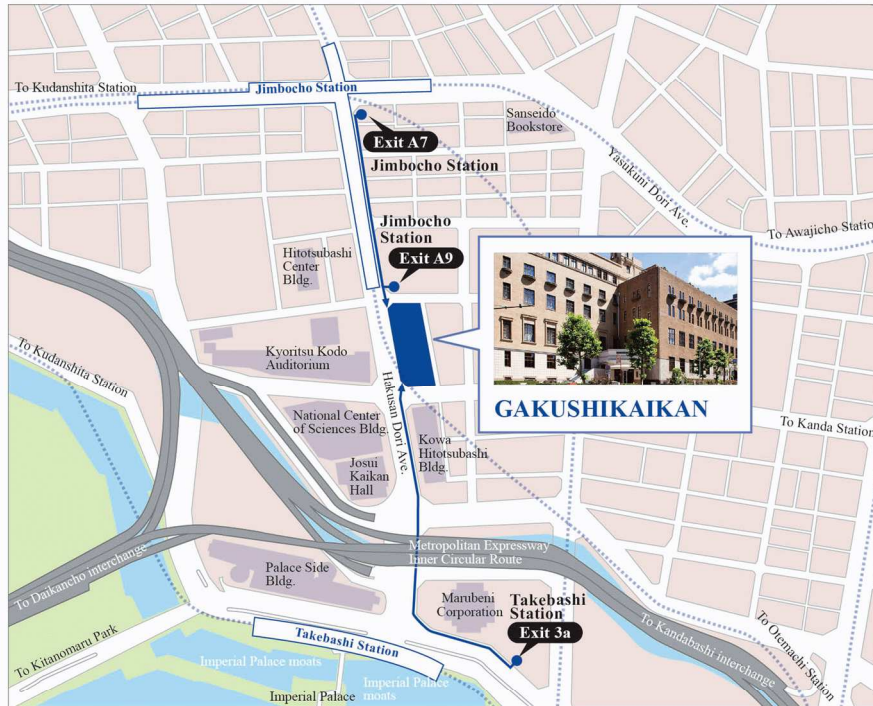 To Kudanshita Station
Jimbocho Station
Sanseido
Bookstore
Exit A7
Jimbocho Station
Yasukuni Dori Ave.
Jimbocho
Station
To Awajicho Station
Hitotsubashi
Center
Bldg.
Exit A9
To Kudanshita Station
Kyoritsu Kodo
Auditorium
Hakusan Dori Ave.
GAKUSHIKAIKAN
National Center
of Sciences Bldg.
Kowa
Hitotsubashi
Bldg.
To Kanda Station
Josui
Kaikan
Hall
Metropolitan Expressway
Inner Circular Route
To Daikancho interchange
Palace Side
Bldg.
Marubeni
Corporation
Takebashi
Station
Exit 3a
To Kandabashi interchange
To Otemachi Station
To Kitanomaru Park
Takebashi Station
Imperial Palace moats
Imperial Palace
moats
Imperial Palace